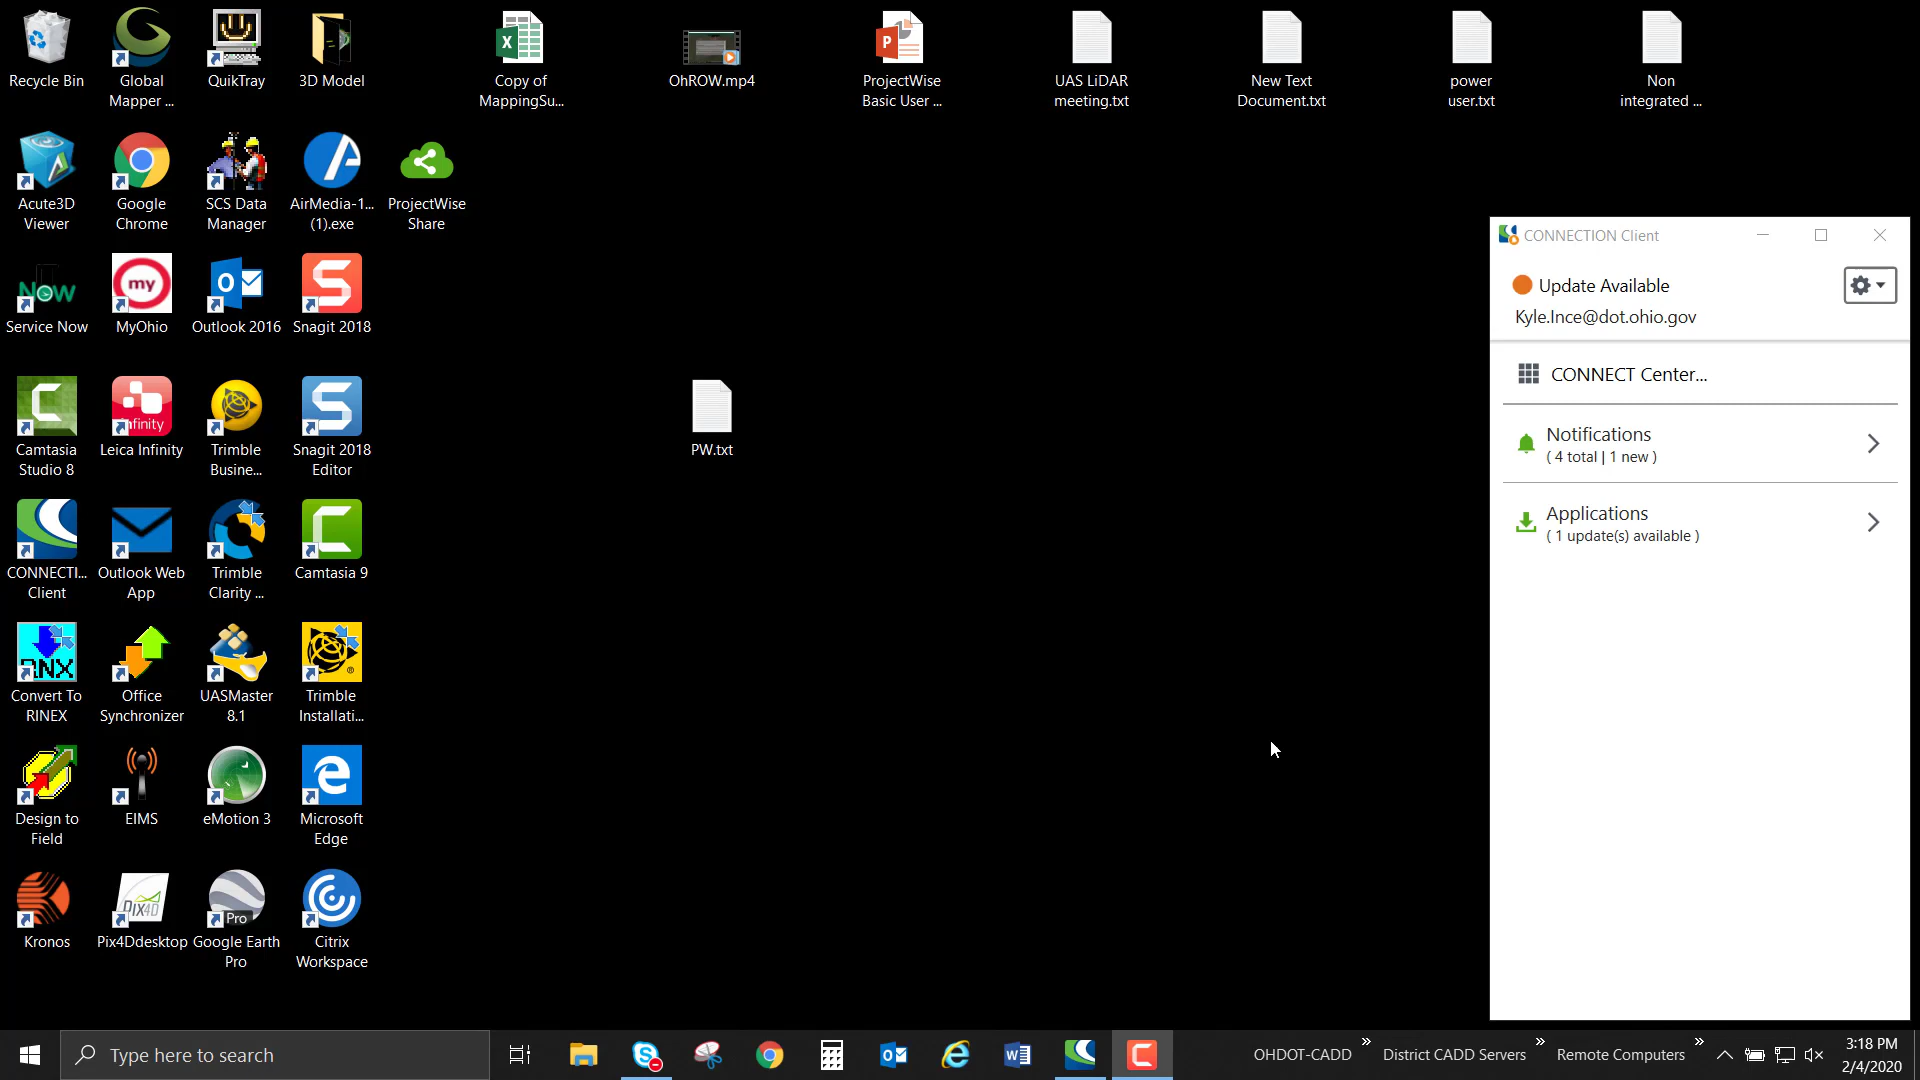 Recycle Bin
Global
Mapper ...
QuikTray
3D Model
Copy of
MappingSu...
OhROW.mp4
ProjectWise
Basic User ...
UAS LiDAR
meeting.txt
New Text
Document.txt
power
user.txt
Non
integrated ...
Acute3D
Viewer
Google
Chrome
SCS Data
Manager
AirMedia-1...
(1).exe
ProjectWise
Share
Now
Service Now
my
MyOhio
Outlook 2016
Snagit 2018
Camtasia
Studio 8
infinity
Leica Infinity
Trimble
Busine...
Snagit 2018
Editor
PW.txt
CONNECTI...
Client
Outlook Web
App
Trimble
Clarity ...
Camtasia 9
RNX
Convert To
RINEX
Office
Synchronizer
UASMaster
8.1
Trimble
Installati...
Design to
Field
EIMS
eMotion 3
Microsoft
Edge
Kronos
Pix4D
Pix4Ddesktop
Pro
Google Earth
Pro
Citrix
Workspace
CONNECTION Client
Update Available
Kyle.Ince@dot.ohio.gov
CONNECT Center...
Notifications
( 4 total | 1 new )
Applications
( 1 update(s) available )
Type here to search
OHDOT-CADD
District CADD Servers
Remote Computers
3:18 PM
2/4/2020